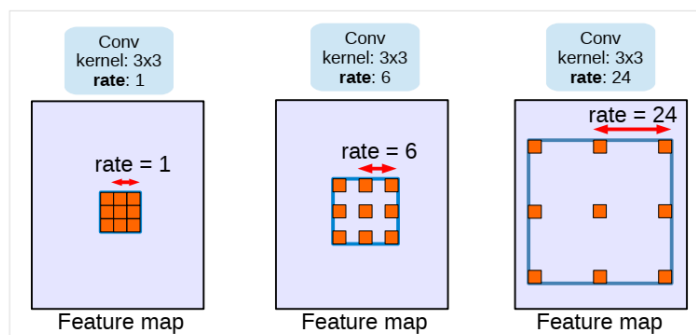 Conv
kernel: 3x3
rate: 1
Conv
kernel: 3x3
rate: 6
Conv
kernel: 3x3
rate: 24
rate = 1
rate = 6
rate = 24
Feature map
Feature map
Feature map